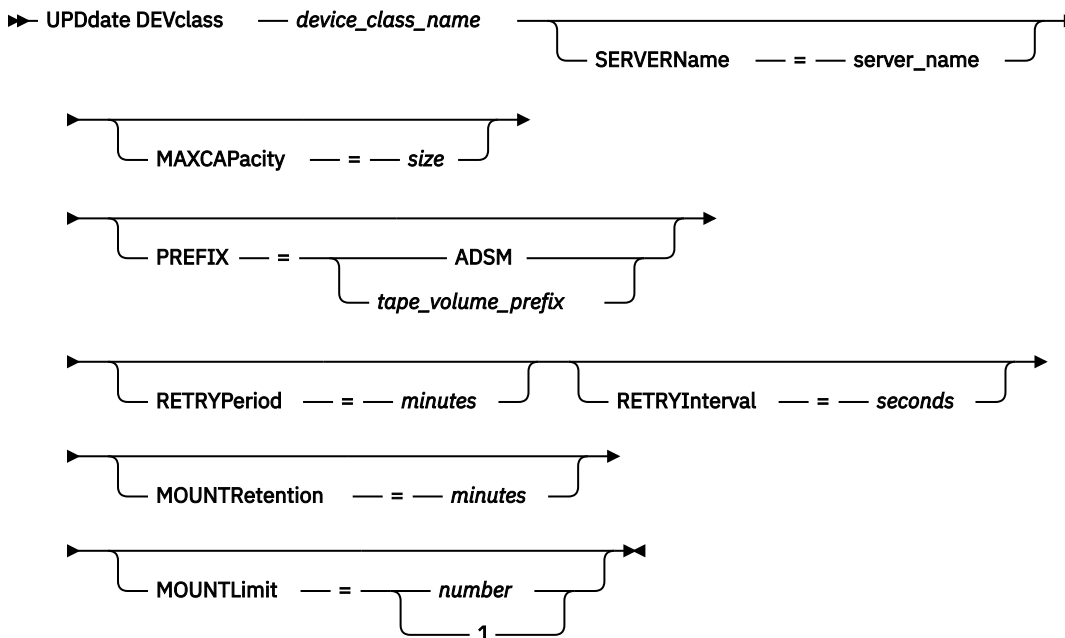 UPDdate DEVclass device_class_name
SERVERName = server_name
MAXCAPacity = size
PREFIX = ADSM
tape_volume_prefix
RETRYPeriod = minutes RETRYInterval = seconds
MOUNTRetention = minutes
MOUNTLimit = number
1